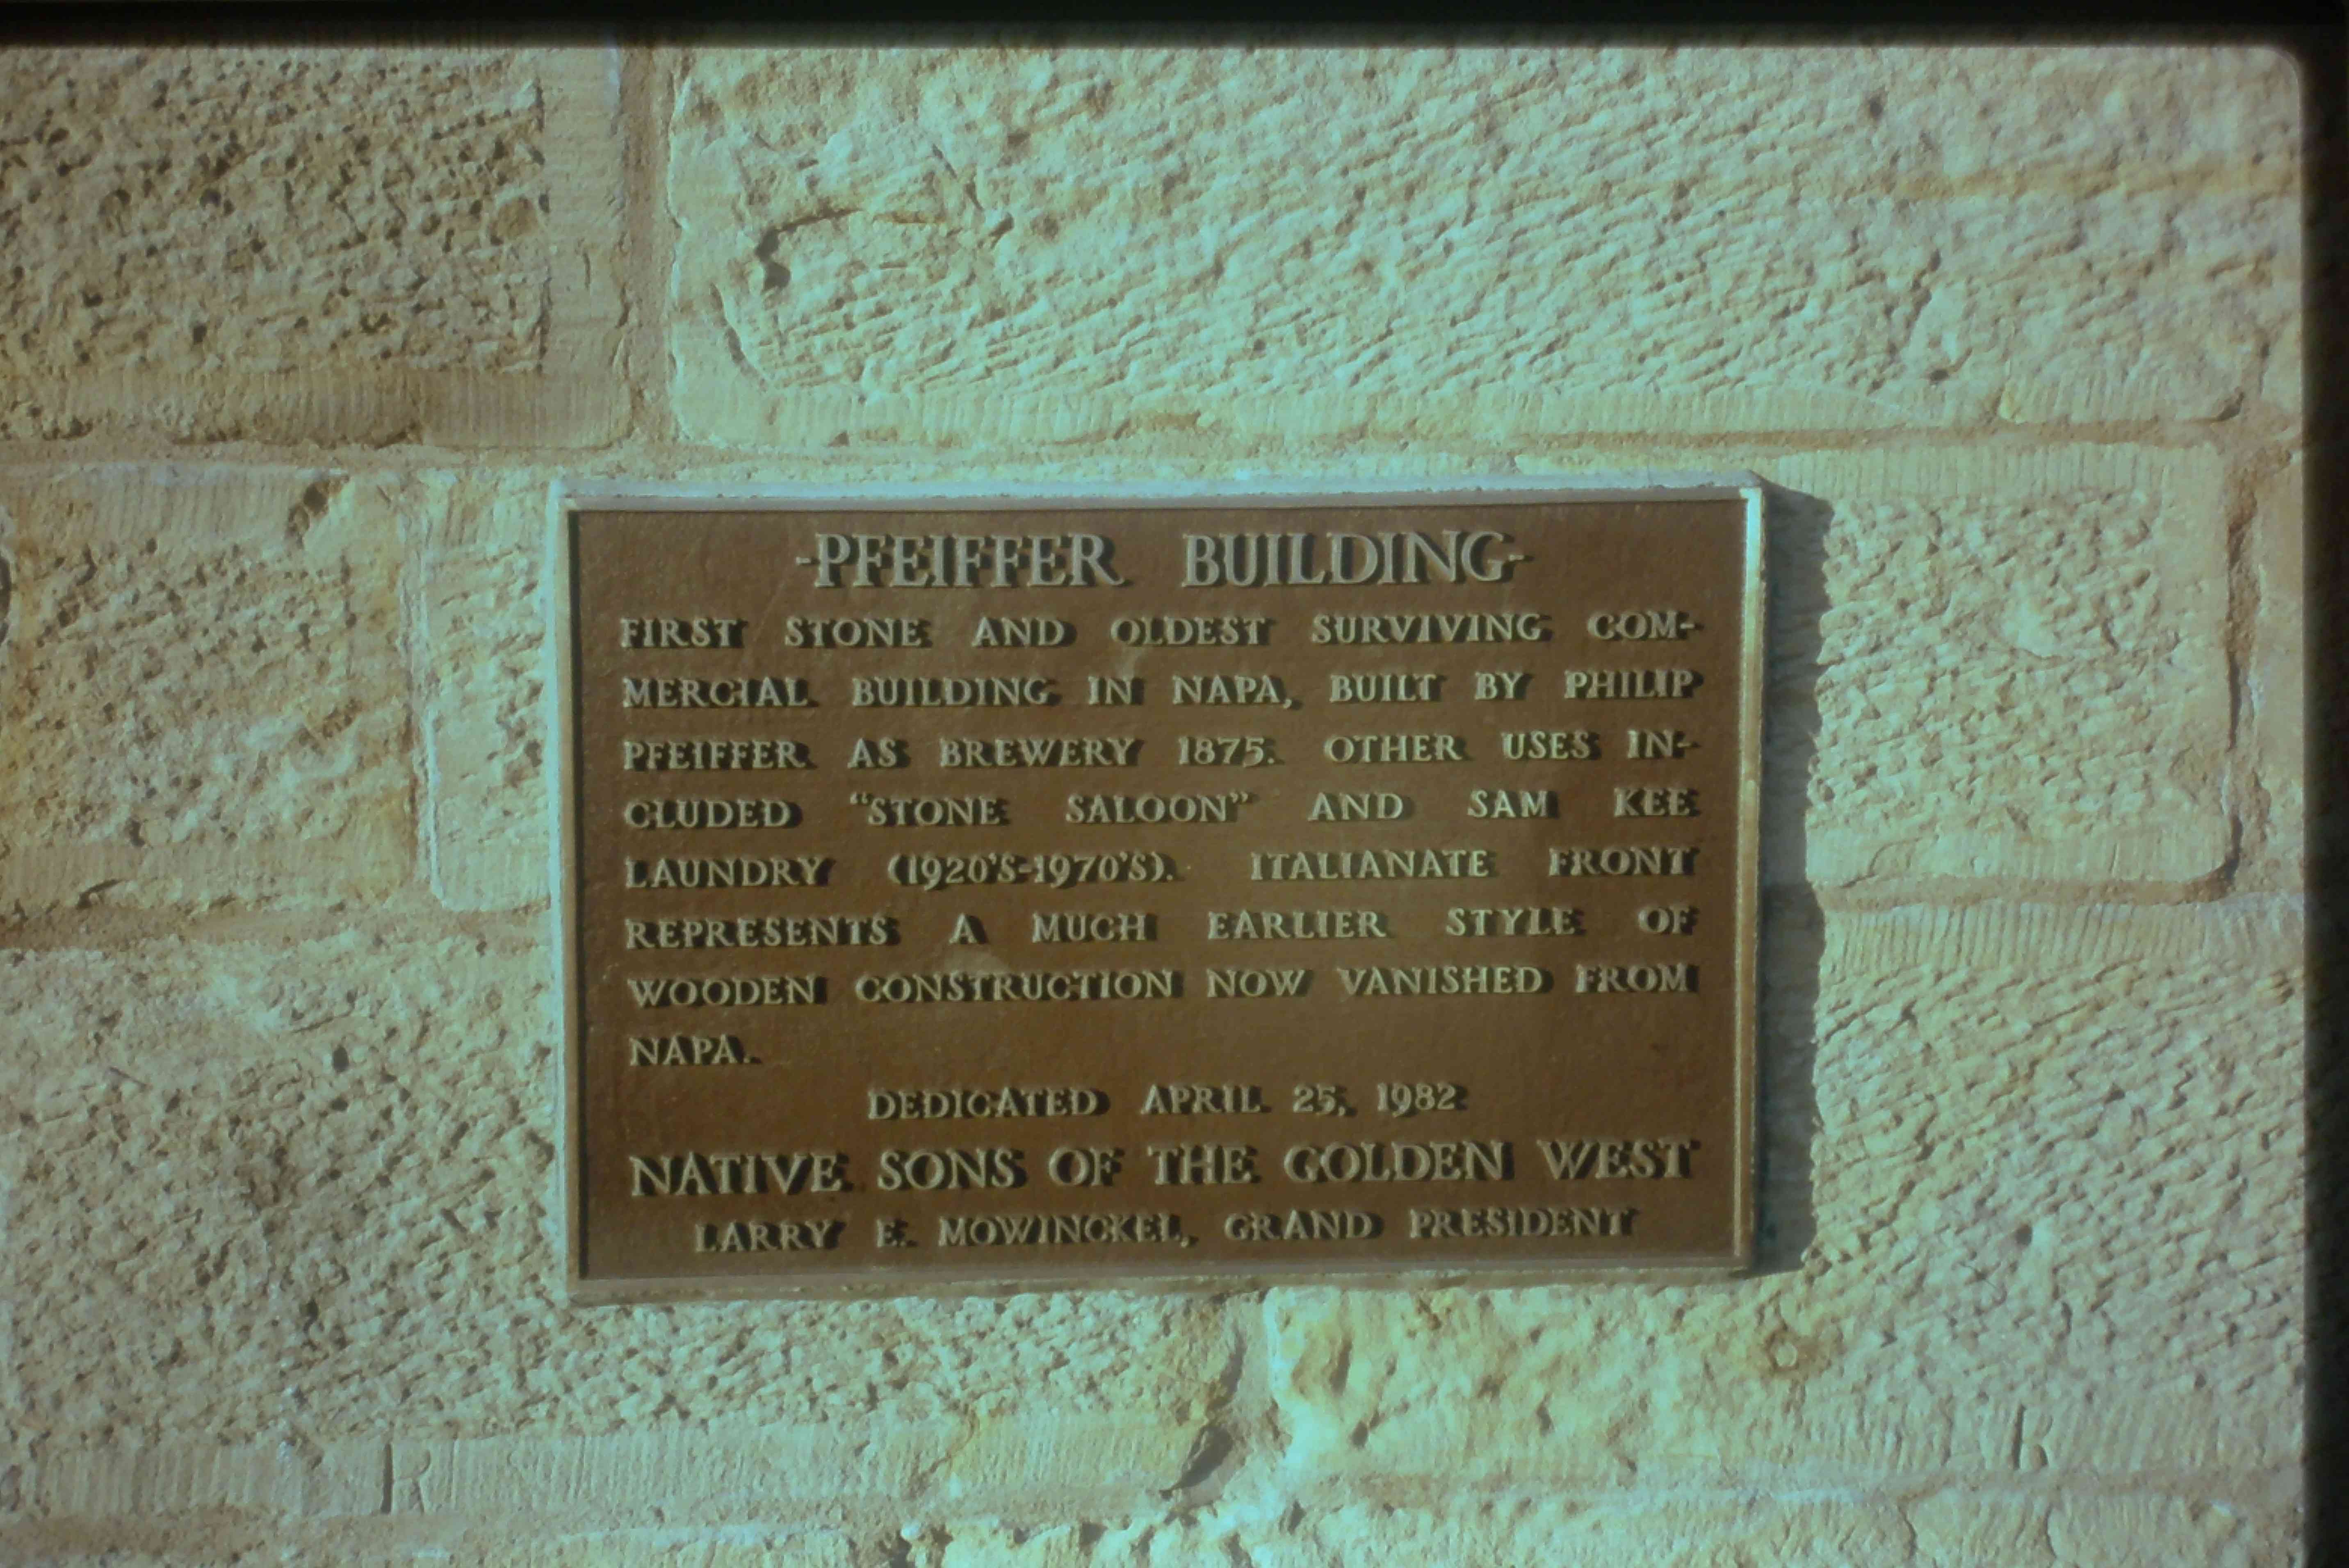 -PFEIFFER BUILDING-
FIRST STONE AND OLDEST SURVIVING COM-
MERCIAL BUILDING IN NAPA, BUILT BY PHILIP
PFEIFFER AS BREWERY 1875. OTHER USES IN-
CLUDED "STONE SALOON" AND SAM KEE
LAUNDRY (1920'S-1970'S). ITALIANATE FRONT
REPRESENTS A MUCH EARLIER STYLE OF
WOODEN CONSTRUCTION NOW VANISHED FROM
NAPA.
DEDICATED APRIL 25, 1982
NATIVE SONS OF THE GOLDEN WEST
LARRY E. MOWINCKEL, GRAND PRESIDENT
R
R